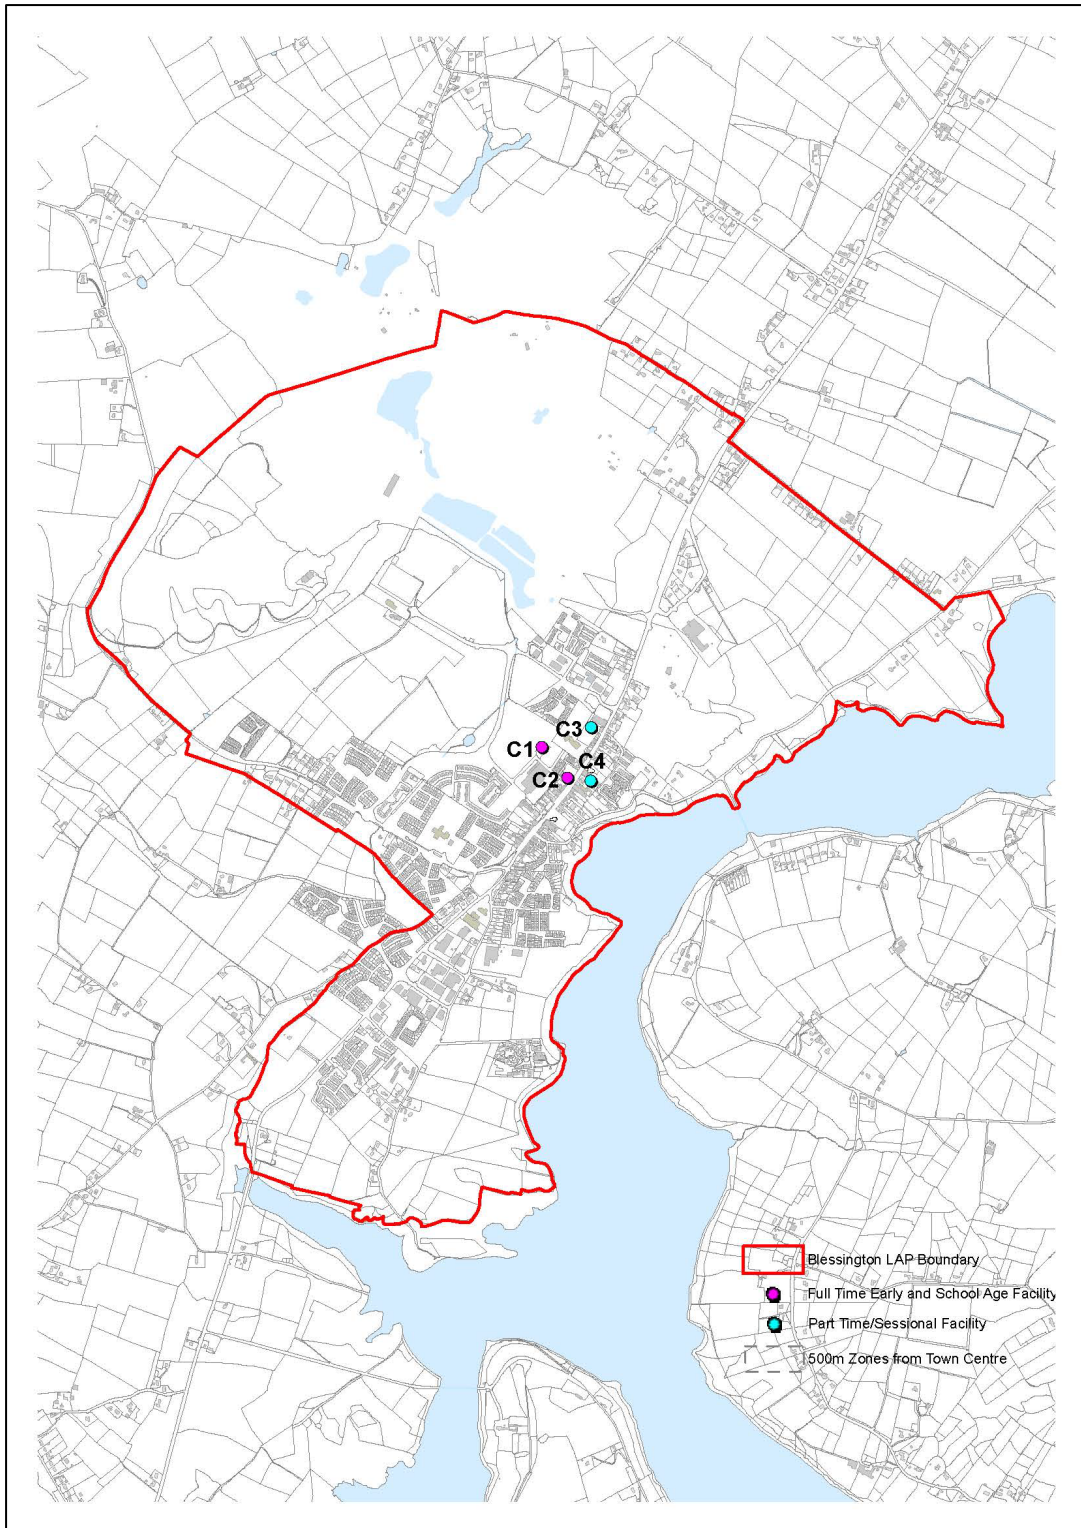 C3
C1
C4
C2
Blessington LAP Boundary
Full Time Early and School Age Facility
Part Time/Sessional Facility
500m Zones from Town Centre